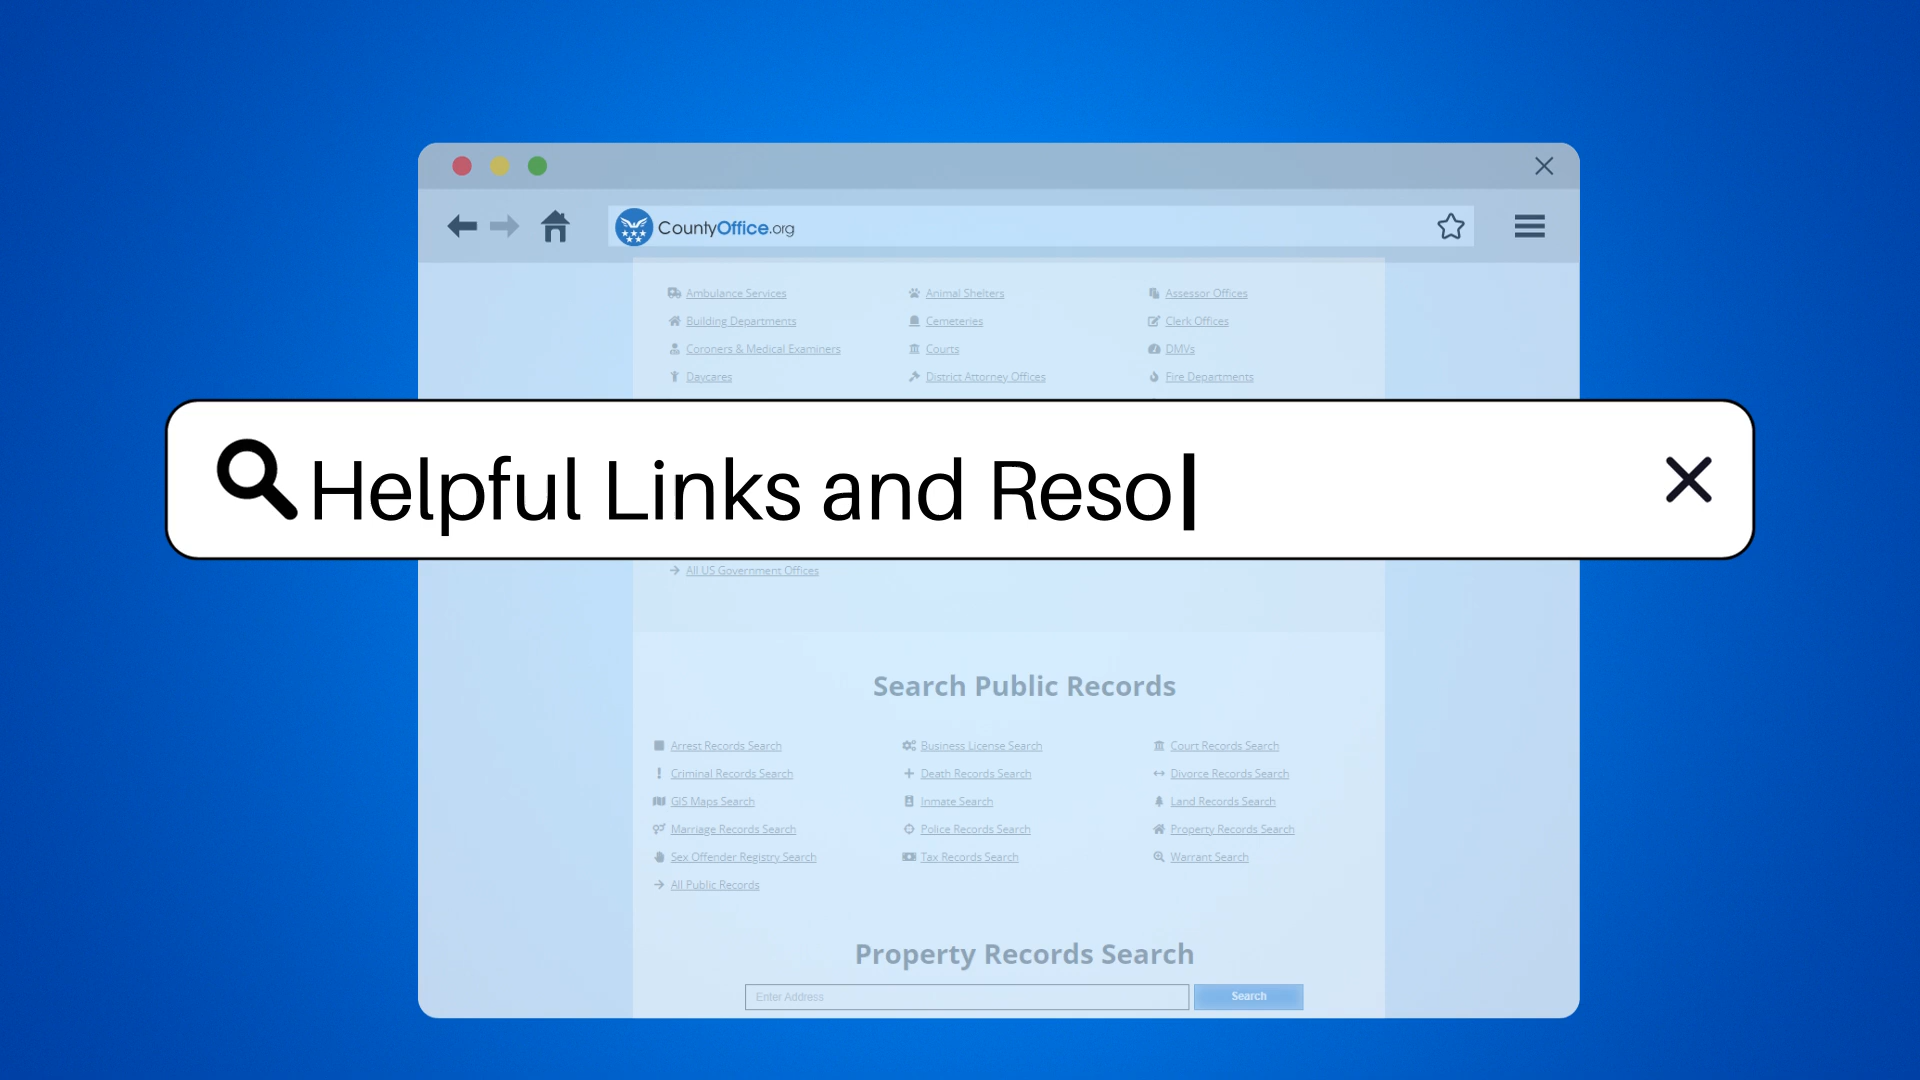 CountyOffice.org
Ambulance Services Animal Shelters Assessor Offices
Building Departments Cemeteries Clerk Offices
Coroners & Medical Examiners Courts DMVs
Daycares District Attorney Offices Fire Departments
Helpful Links and Reso
All US Government Offices
Search Public Records
Arrest Records Search Business License Search Court Records Search
Criminal Records Search Death Records Search Divorce Records Search
GIS Maps Search Inmate Search Land Records Search
Marriage Records Search Police Records Search Property Records Search
Sex Offender Registry Search Tax Records Search Warrant Search
All Public Records
Property Records Search
Enter Address Search